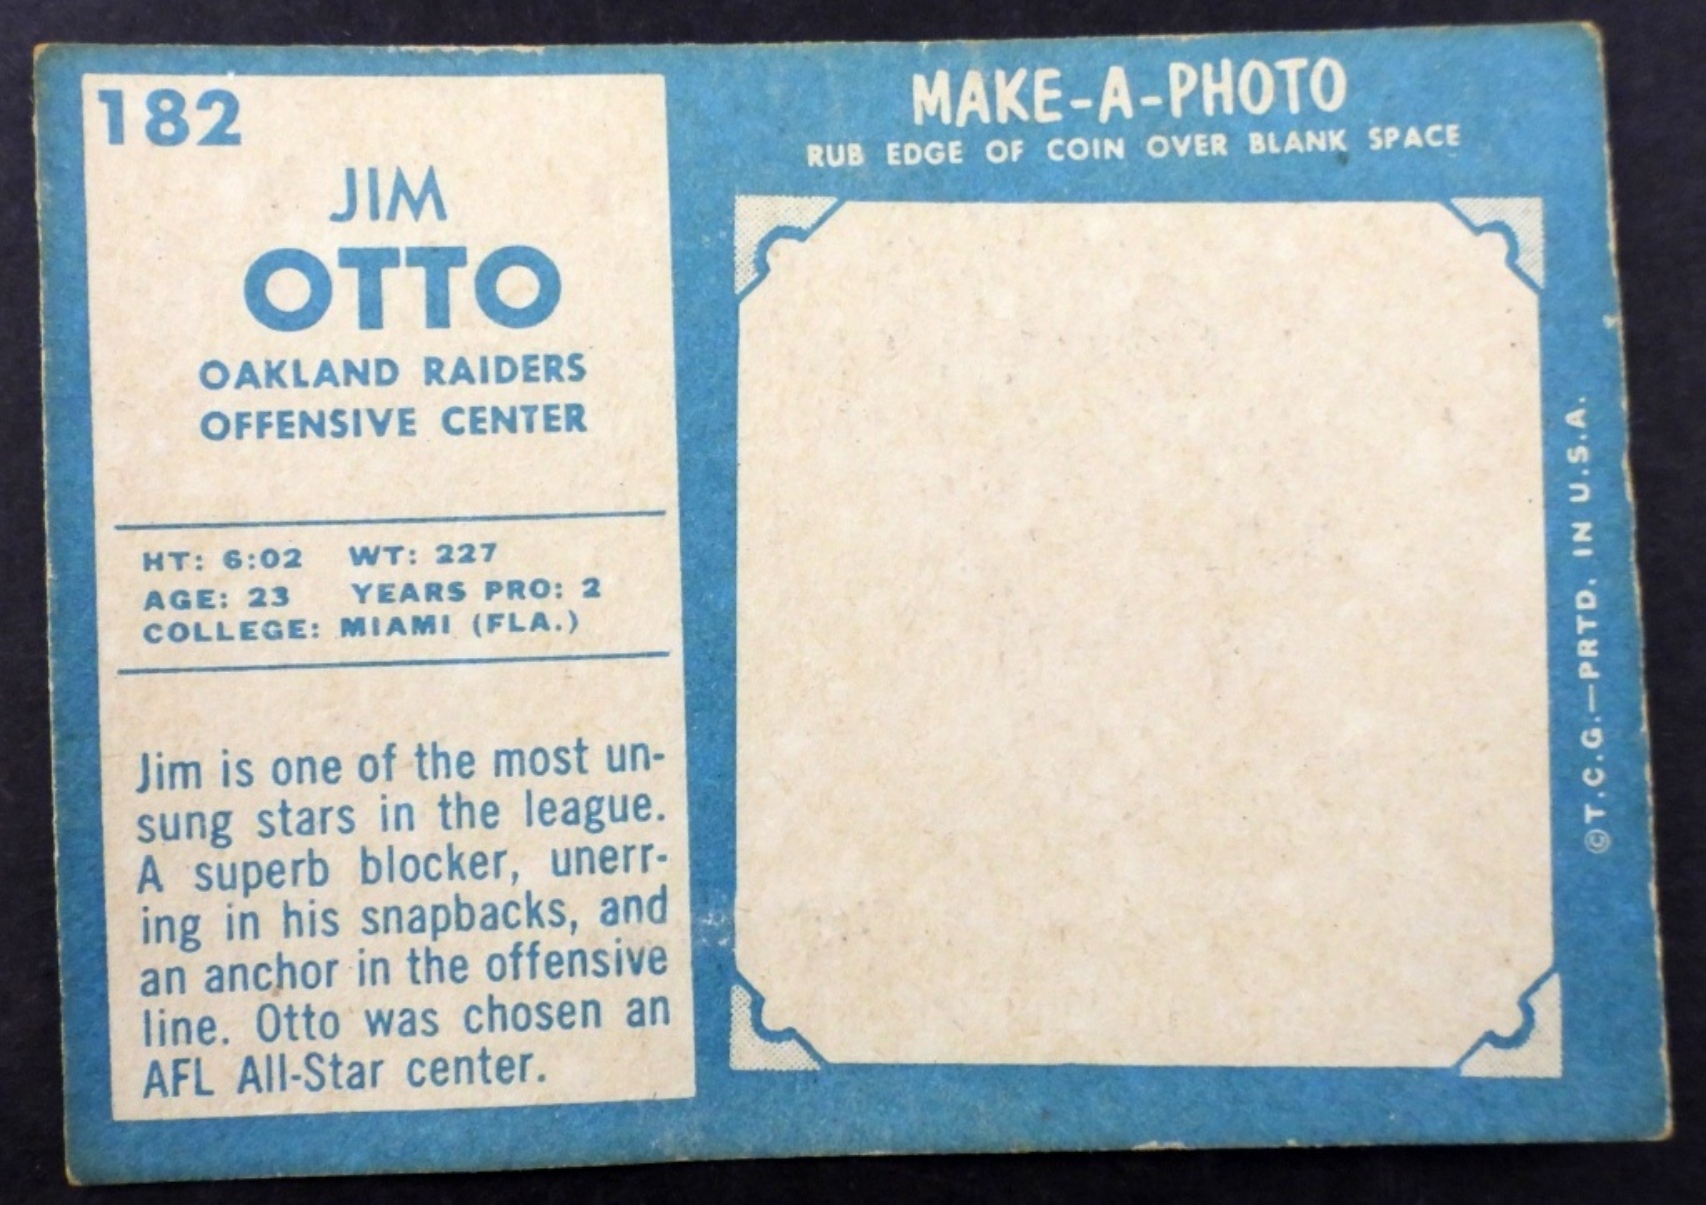 182
JIM
OTTO
OAKLAND RAIDERS
OFFENSIVE CENTER
HT: 6:02 WT: 227
AGE: 23 YEARS PRO: 2
COLLEGE: MIAMI (FLA.)
Jim is one of the most un-
sung stars in the league.
A superb blocker, unerr-
ing in his snapbacks, and
an anchor in the offensive
line. Otto was chosen an
AFL All-Star center.
MAKE-A-PHOTO
RUB EDGE OF COIN OVER BLANK SPACE
©T.C.G.—PRTD. IN U.S.A.